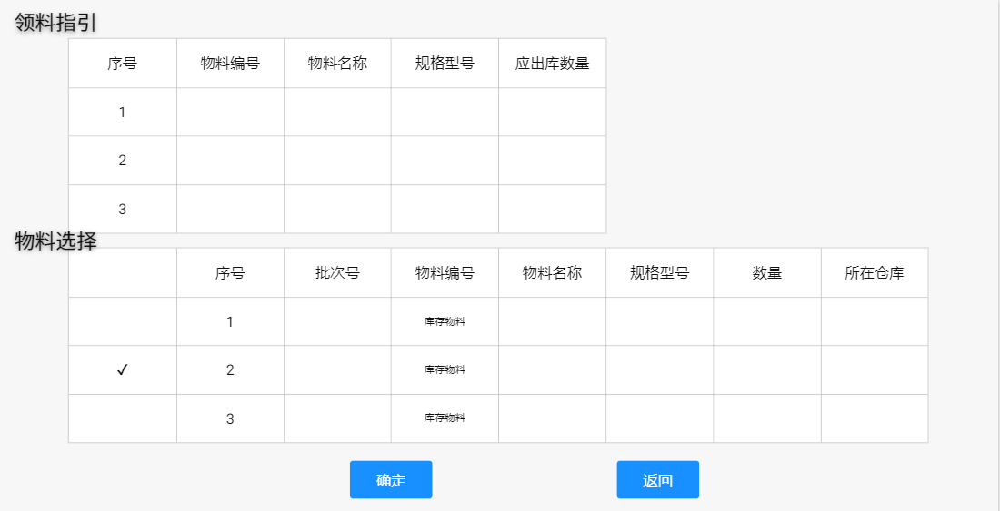 领料指引
序号 物料编号 物料名称 规格型号 应出库数量
1
2
3
物料选择
序号 批次号 物料编号 物料名称 规格型号 数量 所在仓库
1 库存物料
✓ 2 库存物料
3 库存物料
确定 返回